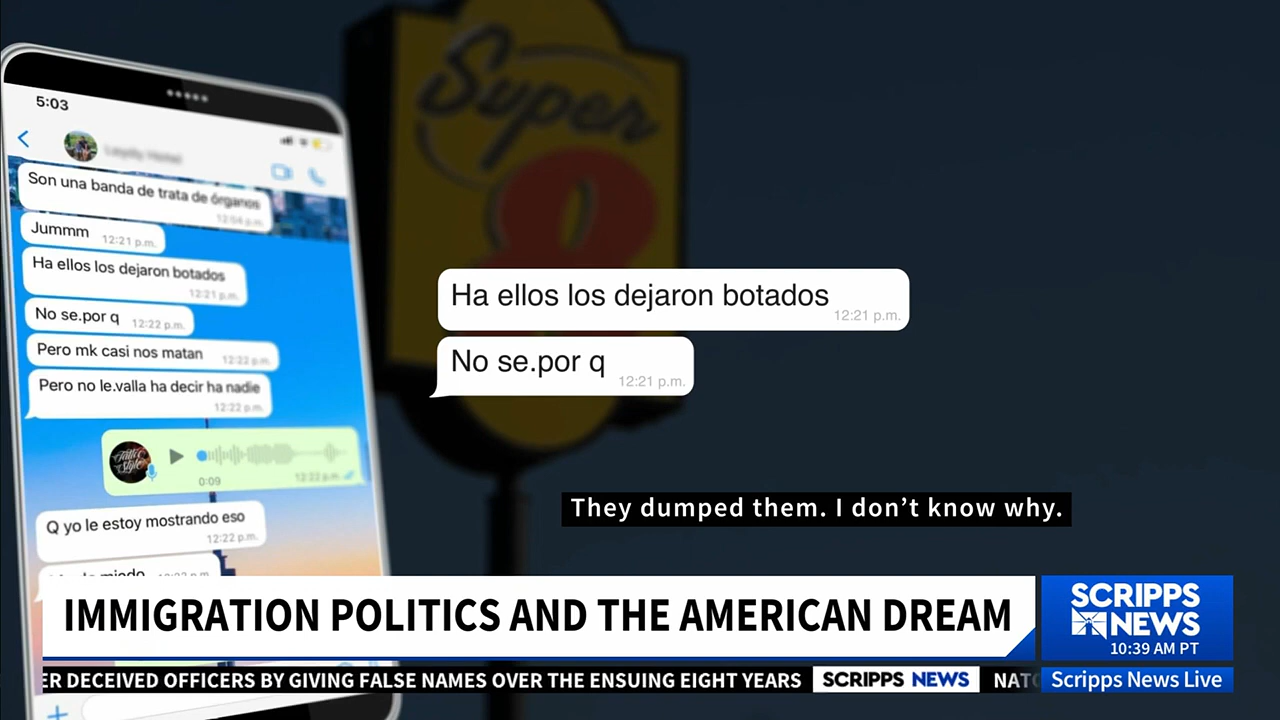 Super
8
5:03
Son una banda de trata de órganos
12:04 p.m.
Jummm 12:21 p.m.
Ha ellos los dejaron botados
12:21 p.m.
No se.por q 12:22 p.m.
Pero mk casi nos matan 12:22 p.m.
Pero no le.valla ha decir ha nadie
12:22 p.m.
0:09 12:22 p.m.
Q yo le estoy mostrando eso
12:22 p.m.
miedo
Ha ellos los dejaron botados
12:21 p.m.
No se.por q 12:21 p.m.
They dumped them. I don’t know why.
IMMIGRATION POLITICS AND THE AMERICAN DREAM
SCRIPPS
NEWS
10:39 AM PT
ER DECEIVED OFFICERS BY GIVING FALSE NAMES OVER THE ENSUING EIGHT YEARS SCRIPPS NEWS NATO
Scripps News Live